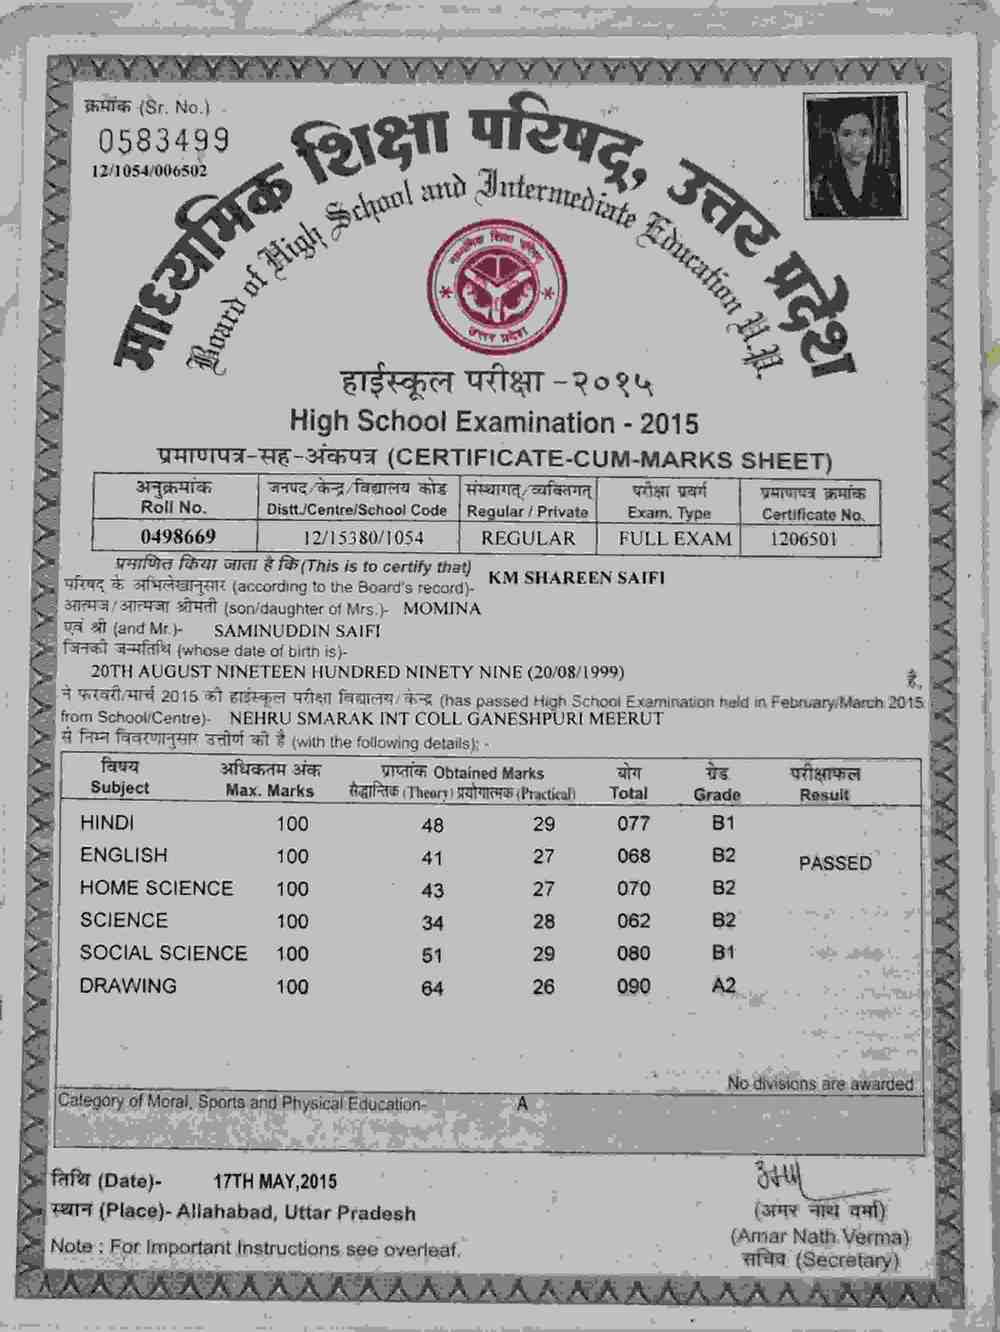 क्रमांक (Sr. No.)
0583499
12/1054/006502
माध्यमिक शिक्षा परिषद्, उत्तर प्रदेश
Board of High School and Intermediate Education U.P.
माध्यमिक शिक्षा परिषद्
उत्तर प्रदेश
हाईस्कूल परीक्षा -२०१५
High School Examination - 2015
प्रमाणपत्र-सह-अंकपत्र (CERTIFICATE-CUM-MARKS SHEET)
अनुक्रमांक जनपद/केन्द्र/विद्यालय कोड संस्थागत/व्यक्तिगत परीक्षा प्रवर्ग प्रमाणपत्र क्रमांक
Roll No. Distt./Centre/School Code Regular / Private Exam. Type Certificate No.
0498669 12/15380/1054 REGULAR FULL EXAM 1206501
प्रमाणित किया जाता है कि (This is to certify that)
परिषद के अभिलेखानुसार (according to the Board's record)- KM SHAREEN SAIFI
आत्मज/आत्मजा श्रीमती (son/daughter of Mrs.)- MOMINA
एवं श्री (and Mr.)- SAMINUDDIN SAIFI
जिनकी जन्मतिथि (whose date of birth is)-
20TH AUGUST NINETEEN HUNDRED NINETY NINE (20/08/1999) है,
ने फरवरी/मार्च 2015 की हाईस्कूल परीक्षा विद्यालय/केन्द्र (has passed High School Examination held in February/March 2015
from School/Centre)- NEHRU SMARAK INT COLL GANESHPURI MEERUT
से निम्न विवरणानुसार उत्तीर्ण की है (with the following details): -
विषय अधिकतम अंक प्राप्तांक Obtained Marks योग ग्रेड परीक्षाफल
Subject Max. Marks सैद्धान्तिक (Theory) प्रयोगात्मक (Practical) Total Grade Result
HINDI 100 48 29 077 B1
ENGLISH 100 41 27 068 B2 PASSED
HOME SCIENCE 100 43 27 070 B2
SCIENCE 100 34 28 062 B2
SOCIAL SCIENCE 100 51 29 080 B1
DRAWING 100 64 26 090 A2
No divisions are awarded
Category of Moral, Sports and Physical Education- A
तिथि (Date)- 17TH MAY,2015
स्थान (Place)- Allahabad, Uttar Pradesh
(अमर नाथ वर्मा)
(Amar Nath Verma)
Note : For Important Instructions see overleaf.
सचिव (Secretary)